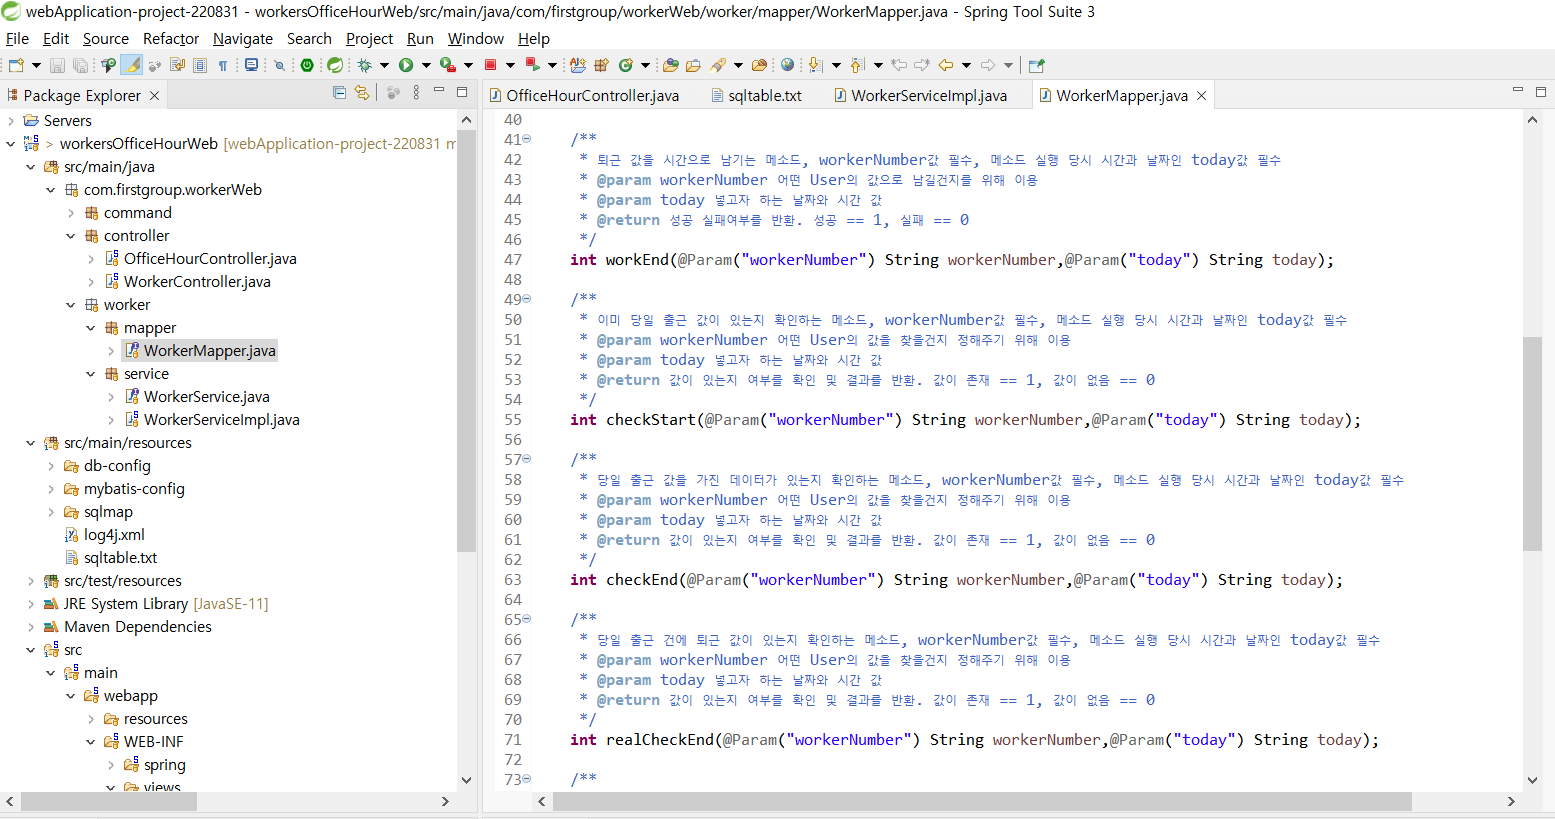 webApplication-project-220831 - workersOfficeHourWeb/src/main/java/com/firstgroup/workerWeb/worker/mapper/WorkerMapper.java - Spring Tool Suite 3
File Edit Source Refactor Navigate Search Project Run Window Help
Package Explorer
Servers
> workersOfficeHourWeb [webApplication-project-220831 m
src/main/java
com.firstgroup.workerWeb
command
controller
OfficeHourController.java
WorkerController.java
worker
mapper
WorkerMapper.java
service
WorkerService.java
WorkerServiceImpl.java
src/main/resources
db-config
mybatis-config
sqlmap
log4j.xml
sqltable.txt
src/test/resources
JRE System Library [JavaSE-11]
Maven Dependencies
src
main
webapp
resources
WEB-INF
spring
views
OfficeHourController.java sqltable.txt WorkerServiceImpl.java WorkerMapper.java
40
41 /**
42 * 퇴근 값을 시간으로 남기는 메소드, workerNumber값 필수, 메소드 실행 당시 시간과 날짜인 today값 필수
43 * @param workerNumber 어떤 User의 값으로 남길건지를 위해 이용
44 * @param today 넣고자 하는 날짜와 시간 값
45 * @return 성공 실패여부를 반환. 성공 == 1, 실패 == 0
46 */
47 int workEnd(@Param("workerNumber") String workerNumber,@Param("today") String today);
48
49 /**
50 * 이미 당일 출근 값이 있는지 확인하는 메소드, workerNumber값 필수, 메소드 실행 당시 시간과 날짜인 today값 필수
51 * @param workerNumber 어떤 User의 값을 찾을건지 정해주기 위해 이용
52 * @param today 넣고자 하는 날짜와 시간 값
53 * @return 값이 있는지 여부를 확인 및 결과를 반환. 값이 존재 == 1, 값이 없음 == 0
54 */
55 int checkStart(@Param("workerNumber") String workerNumber,@Param("today") String today);
56
57 /**
58 * 당일 출근 값을 가진 데이터가 있는지 확인하는 메소드, workerNumber값 필수, 메소드 실행 당시 시간과 날짜인 today값 필수
59 * @param workerNumber 어떤 User의 값을 찾을건지 정해주기 위해 이용
60 * @param today 넣고자 하는 날짜와 시간 값
61 * @return 값이 있는지 여부를 확인 및 결과를 반환. 값이 존재 == 1, 값이 없음 == 0
62 */
63 int checkEnd(@Param("workerNumber") String workerNumber,@Param("today") String today);
64
65 /**
66 * 당일 출근 건에 퇴근 값이 있는지 확인하는 메소드, workerNumber값 필수, 메소드 실행 당시 시간과 날짜인 today값 필수
67 * @param workerNumber 어떤 User의 값을 찾을건지 정해주기 위해 이용
68 * @param today 넣고자 하는 날짜와 시간 값
69 * @return 값이 있는지 여부를 확인 및 결과를 반환. 값이 존재 == 1, 값이 없음 == 0
70 */
71 int realCheckEnd(@Param("workerNumber") String workerNumber,@Param("today") String today);
72
73 /**